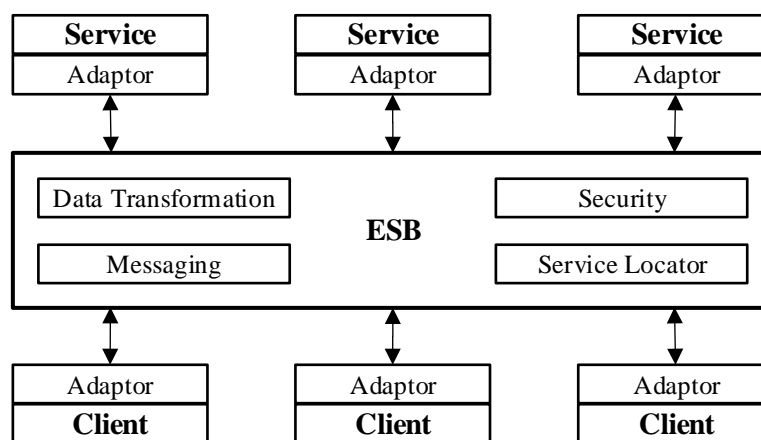 Service Service Service
Adaptor Adaptor Adaptor
Data Transformation Security
ESB
Messaging Service Locator
Adaptor Adaptor Adaptor
Client Client Client